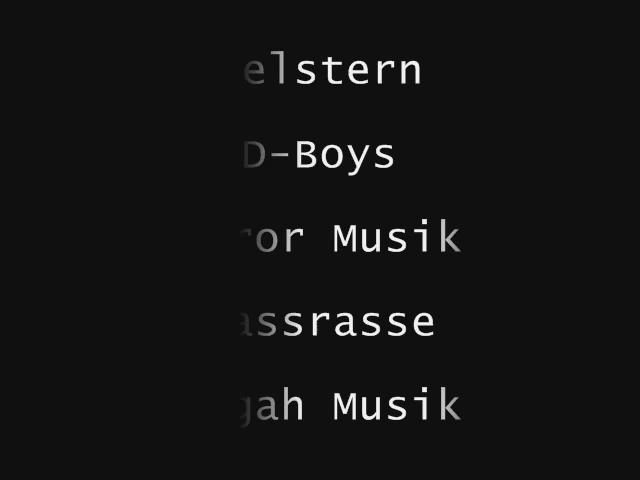 elstern
D-Boys
ror Musik
assrasse
gah Musik